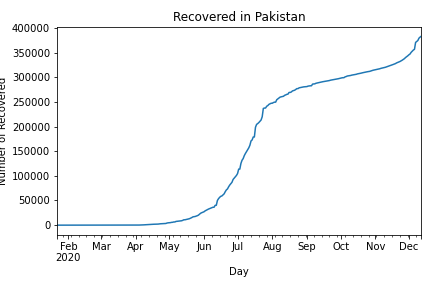 Recovered in Pakistan
400000
350000
300000
250000
200000
150000
100000
50000
0
Number of Recovered
Feb Mar Apr May Jun Jul Aug Sep Oct Nov Dec
2020
Day